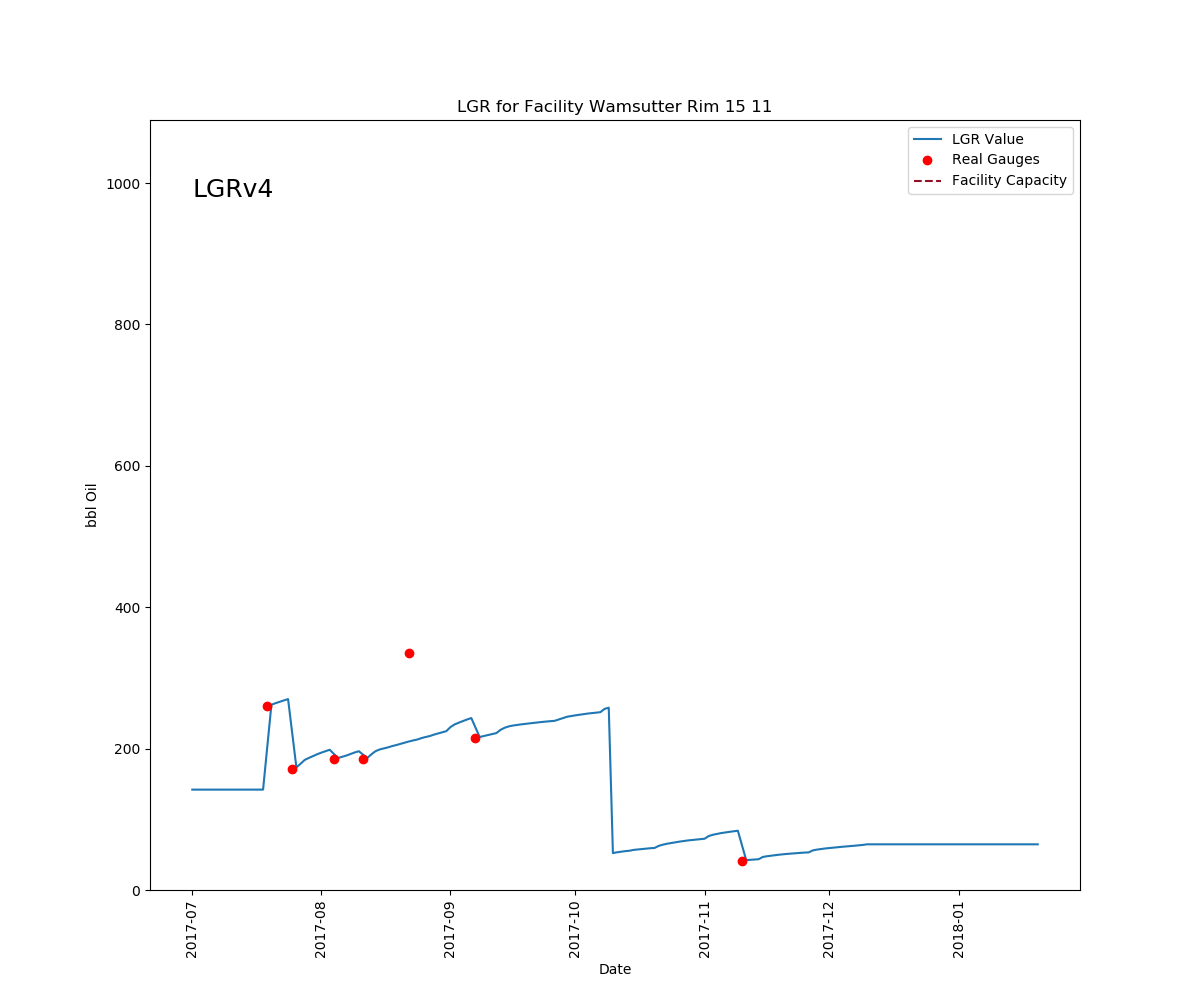 LGR for Facility Wamsutter Rim 15 11
LGR Value
Real Gauges
Facility Capacity
LGRv4
1000
800
600
400
200
0
bbl Oil
2017-07
2017-08
2017-09
2017-10
2017-11
2017-12
2018-01
Date